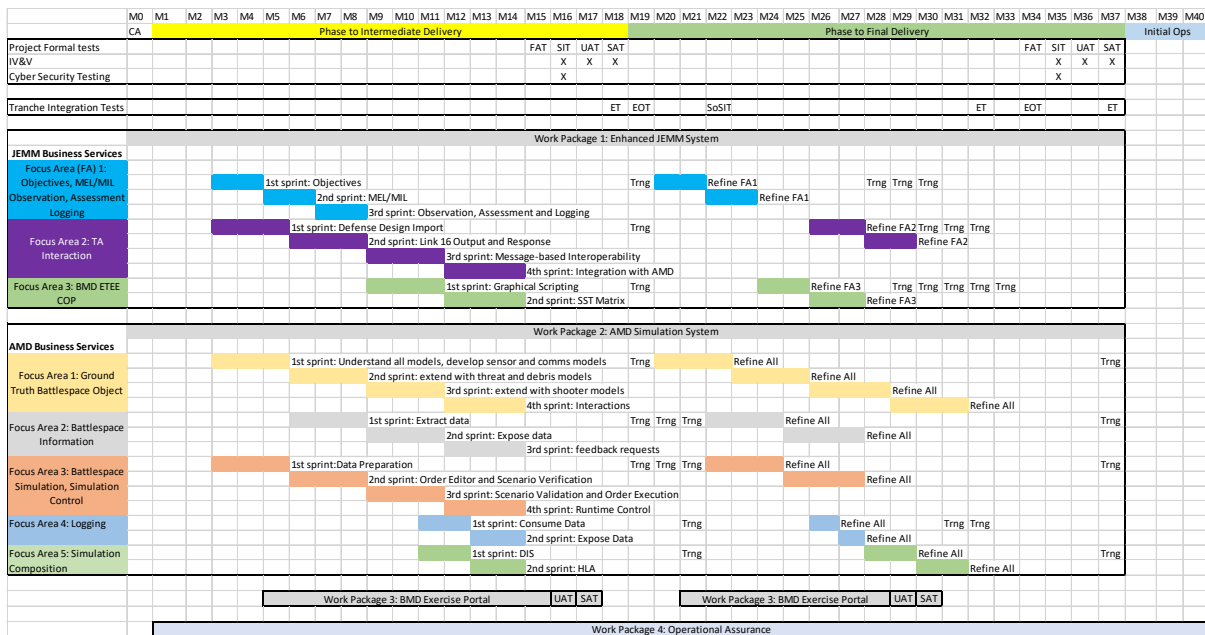 M0 M1 M2 M3 M4 M5 M6 M7 M8 M9 M10 M11 M12 M13 M14 M15 M16 M17 M18 M19 M20 M21 M22 M23 M24 M25 M26 M27 M28 M29 M30 M31 M32 M33 M34 M35 M36 M37 M38 M39 M40
CA Phase to Intermediate Delivery Phase to Final Delivery Initial Ops
Project Formal tests FAT SIT UAT SAT FAT SIT UAT SAT
IV&V X X X X X X
Cyber Security Testing X X
Tranche Integration Tests ET EOT SoSIT ET EOT ET
Work Package 1: Enhanced JEMM System
JEMM Business Services
Focus Area (FA) 1:
Objectives, MEL/MIL
Observation, Assessment
Logging
1st sprint: Objectives Trng Refine FA1 Trng Trng Trng
2nd sprint: MEL/MIL Refine FA1
3rd sprint: Observation, Assessment and Logging
Focus Area 2: TA
Interaction
1st sprint: Defense Design Import Trng Refine FA2 Trng Trng Trng
2nd sprint: Link 16 Output and Response Refine FA2
3rd sprint: Message-based Interoperability
4th sprint: Integration with AMD
Focus Area 3: BMD ETEE
COP
1st sprint: Graphical Scripting Trng Refine FA3 Trng Trng Trng Trng Trng
2nd sprint: SST Matrix Refine FA3
Work Package 2: AMD Simulation System
AMD Business Services
Focus Area 1: Ground
Truth Battlespace Object
1st sprint: Understand all models, develop sensor and comms models Trng Refine All Trng
2nd sprint: extend with threat and debris models Refine All
3rd sprint: extend with shooter models Refine All
4th sprint: Interactions Refine All
Focus Area 2: Battlespace
Information
1st sprint: Extract data Trng Trng Trng Refine All Trng
2nd sprint: Expose data Refine All
3rd sprint: feedback requests
Focus Area 3: Battlespace
Simulation, Simulation
Control
1st sprint:Data Preparation Trng Trng Trng Refine All Trng
2nd sprint: Order Editor and Scenario Verification Refine All
3rd sprint: Scenario Validation and Order Execution
4th sprint: Runtime Control
Focus Area 4: Logging
1st sprint: Consume Data Trng Refine All Trng Trng
2nd sprint: Expose Data Refine All
Focus Area 5: Simulation
Composition
1st sprint: DIS Trng Refine All Trng
2nd sprint: HLA Refine All
Work Package 3: BMD Exercise Portal UAT SAT Work Package 3: BMD Exercise Portal UAT SAT
Work Package 4: Operational Assurance